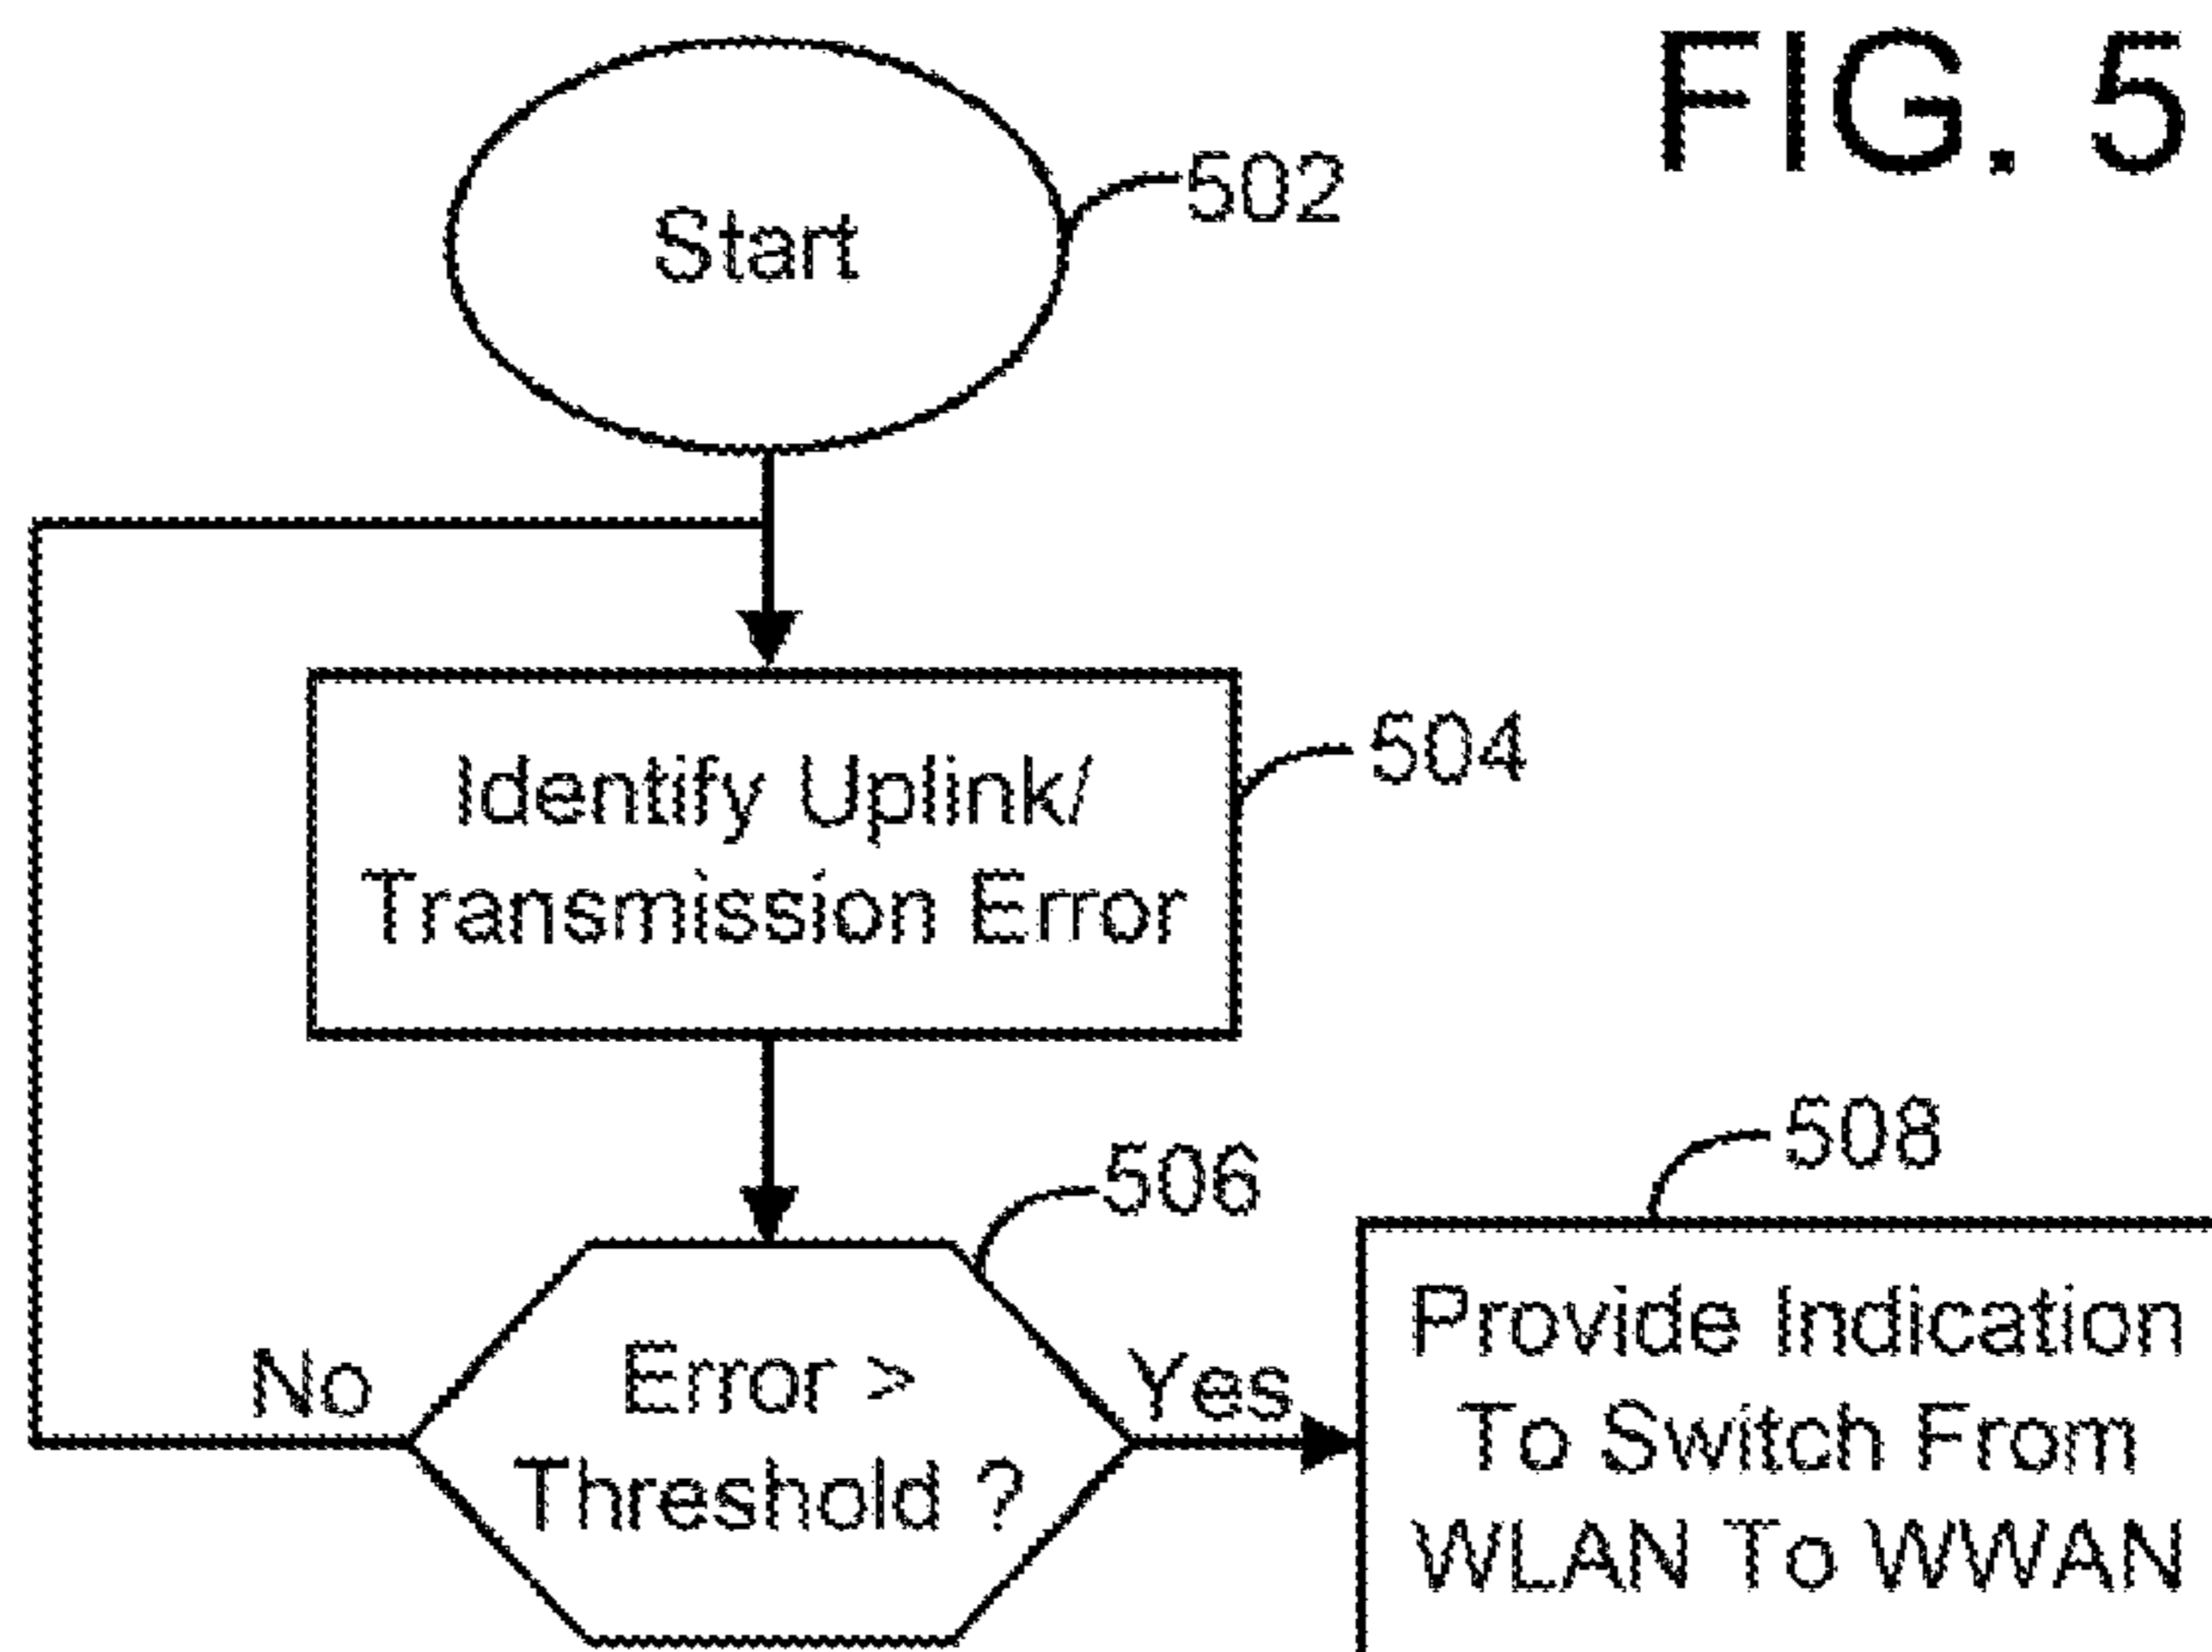 FIG. 5
Start
502
Identify Uplink/
Transmission Error
504
506
Error >
Threshold ?
No
Yes
508
Provide Indication
To Switch From
WLAN To WWAN